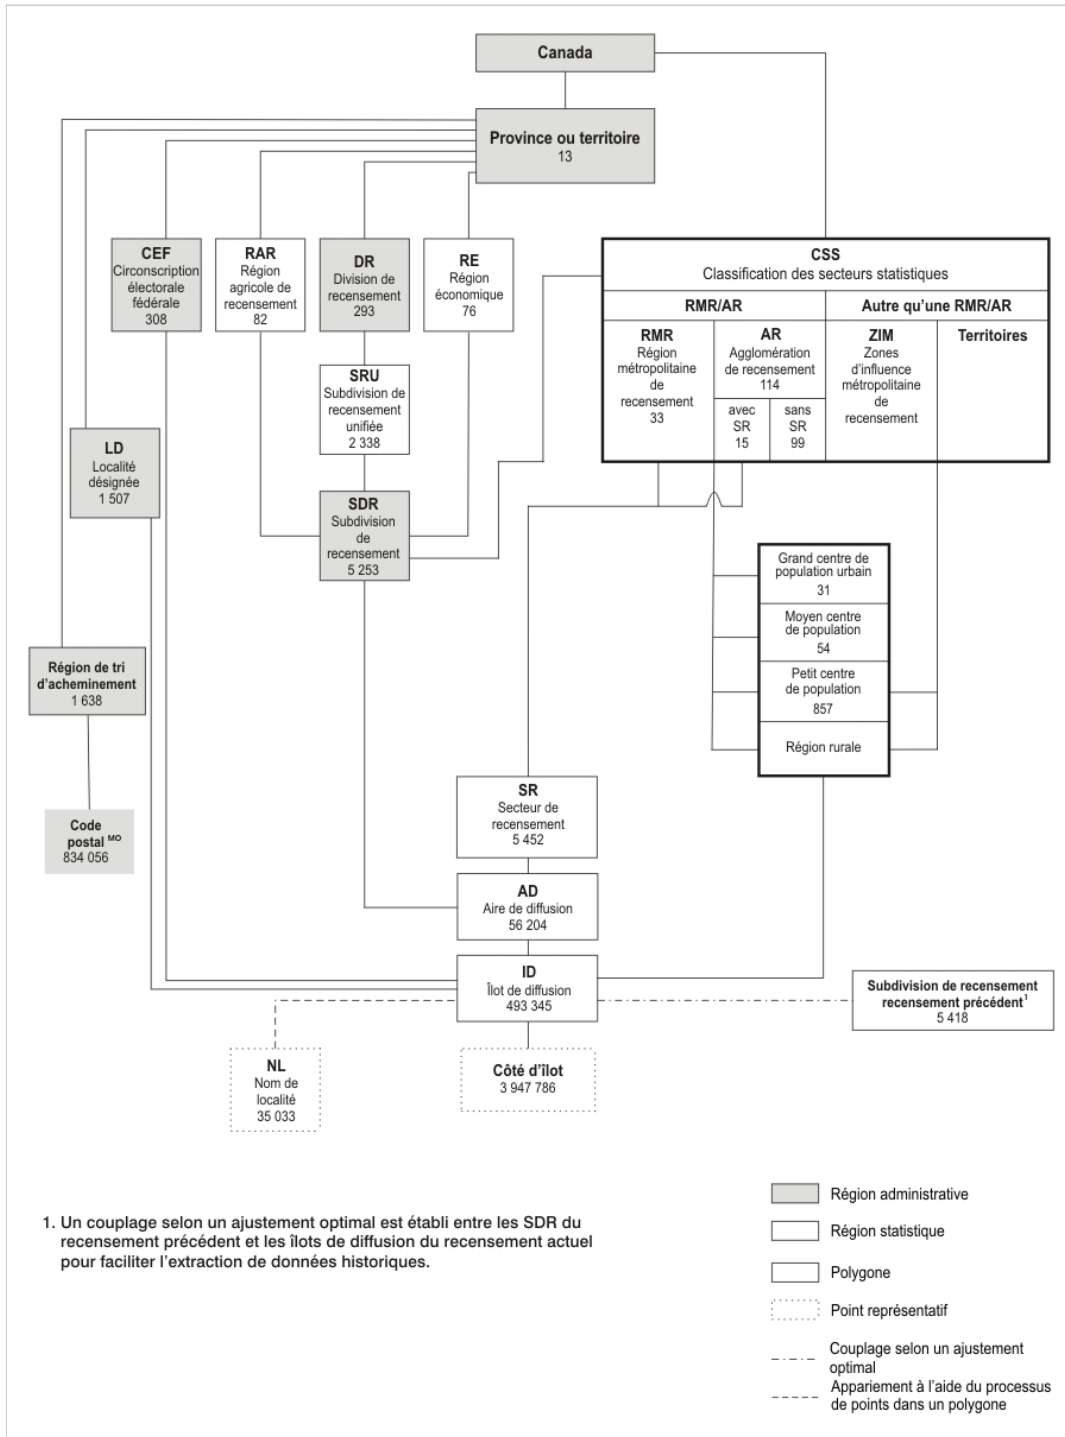 Canada
Province ou territoire
13
CEF
Circonscription
électorale
fédérale
308
RAR
Région
agricole de
recensement
82
DR
Division de
recensement
293
RE
Région
économique
76
CSS
Classification des secteurs statistiques
RMR/AR
Autre qu’une RMR/AR
RMR
Région
métropolitaine
de
recensement
33
AR
Agglomération
de recensement
114
avec
SR
15
sans
SR
99
ZIM
Zones
d’influence
métropolitaine
de
recensement
Territoires
SRU
Subdivision de
recensement
unifiée
2 338
LD
Localité
désignée
1 507
SDR
Subdivision
de
recensement
5 253
Grand centre de
population urbain
31
Moyen centre
de population
54
Petit centre
de population
857
Région rurale
Région de tri
d’acheminement
1 638
Code
postal MO
834 056
SR
Secteur de
recensement
5 452
AD
Aire de diffusion
56 204
ID
Îlot de diffusion
493 345
Subdivision de recensement
recensement précédent1
5 418
NL
Nom de
localité
35 033
Côté d’îlot
3 947 786
1. Un couplage selon un ajustement optimal est établi entre les SDR du
recensement précédent et les îlots de diffusion du recensement actuel
pour faciliter l’extraction de données historiques.
Région administrative
Région statistique
Polygone
Point représentatif
Couplage selon un ajustement
optimal
Appariement à l’aide du processus
de points dans un polygone